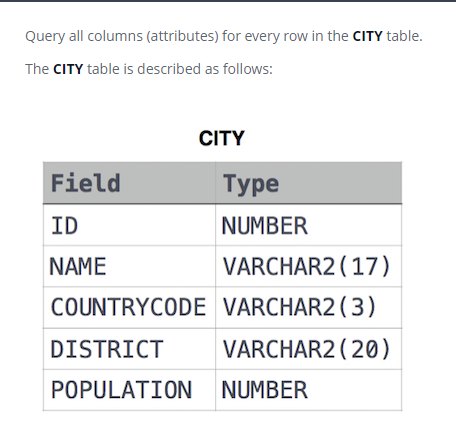 Query all columns (attributes) for every row in the CITY table.
The CITY table is described as follows:
CITY
Field Type
ID NUMBER
NAME VARCHAR2(17)
COUNTRYCODE VARCHAR2(3)
DISTRICT VARCHAR2(20)
POPULATION NUMBER